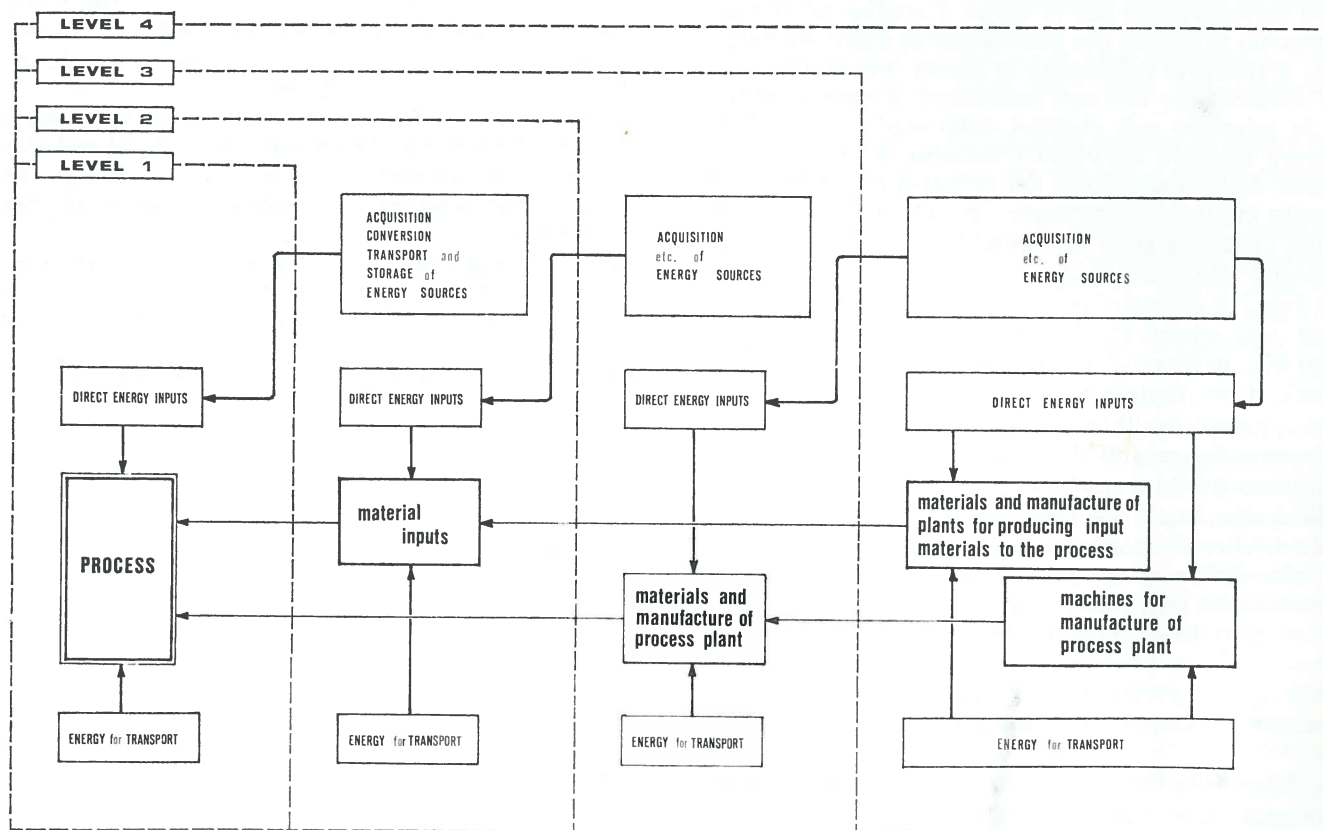 LEVEL 4
LEVEL 3
LEVEL 2
LEVEL 1
ACQUISITION
CONVERSION
TRANSPORT and
STORAGE of
ENERGY SOURCES
ACQUISITION
etc. of
ENERGY SOURCES
ACQUISITION
etc. of
ENERGY SOURCES
DIRECT ENERGY INPUTS
DIRECT ENERGY INPUTS
DIRECT ENERGY INPUTS
DIRECT ENERGY INPUTS
PROCESS
material
inputs
materials and
manufacture of
process plant
materials and manufacture of
plants for producing input
materials to the process
machines for
manufacture of
process plant
ENERGY for TRANSPORT
ENERGY for TRANSPORT
ENERGY for TRANSPORT
ENERGY for TRANSPORT